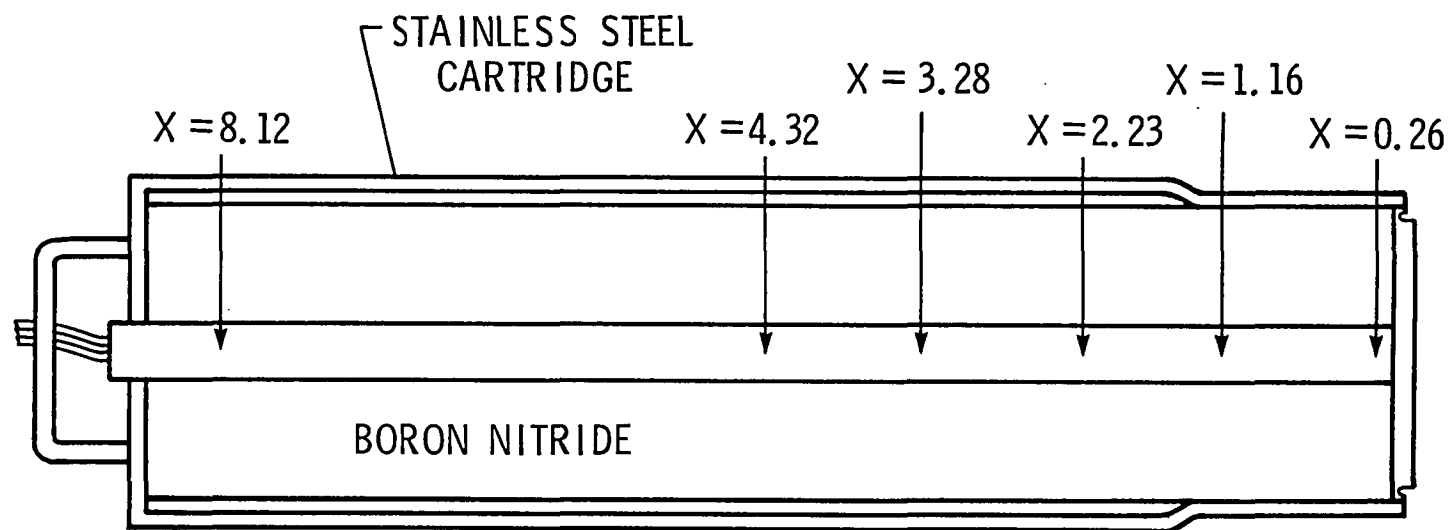 STAINLESS STEEL
CARTRIDGE
X = 3.28
X = 1.16
X = 8.12
X = 4.32
X = 2.23
X = 0.26
BORON NITRIDE